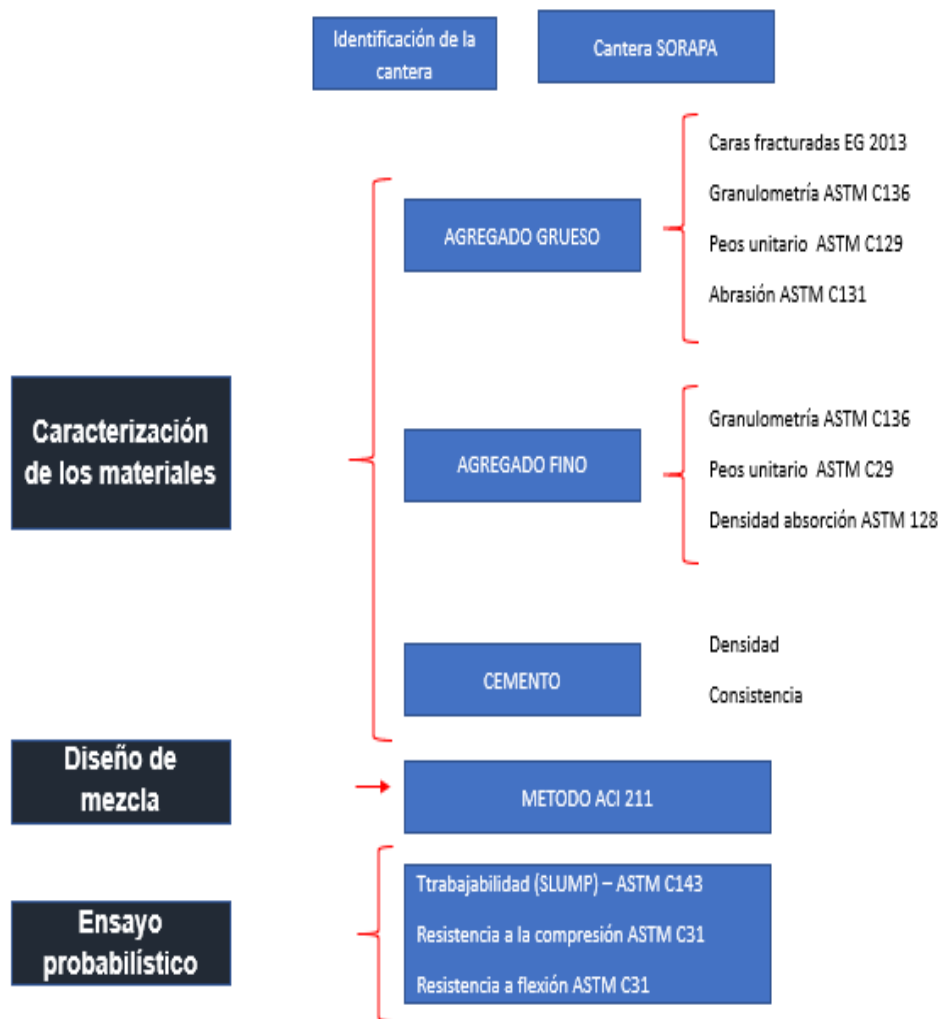 Identificación de la
cantera
Cantera SORAPA
Caracterización
de los materiales
AGREGADO GRUESO
Caras fracturadas EG 2013
Granulometría ASTM C136
Peos unitario  ASTM C129
Abrasión ASTM C131
AGREGADO FINO
Granulometría ASTM C136
Peos unitario  ASTM C29
Densidad absorción ASTM 128
CEMENTO
Densidad
Consistencia
Diseño de
mezcla
METODO ACI 211
Ensayo
probabilístico
Ttrabajabilidad (SLUMP) – ASTM C143
Resistencia a la compresión ASTM C31
Resistencia a flexión ASTM C31